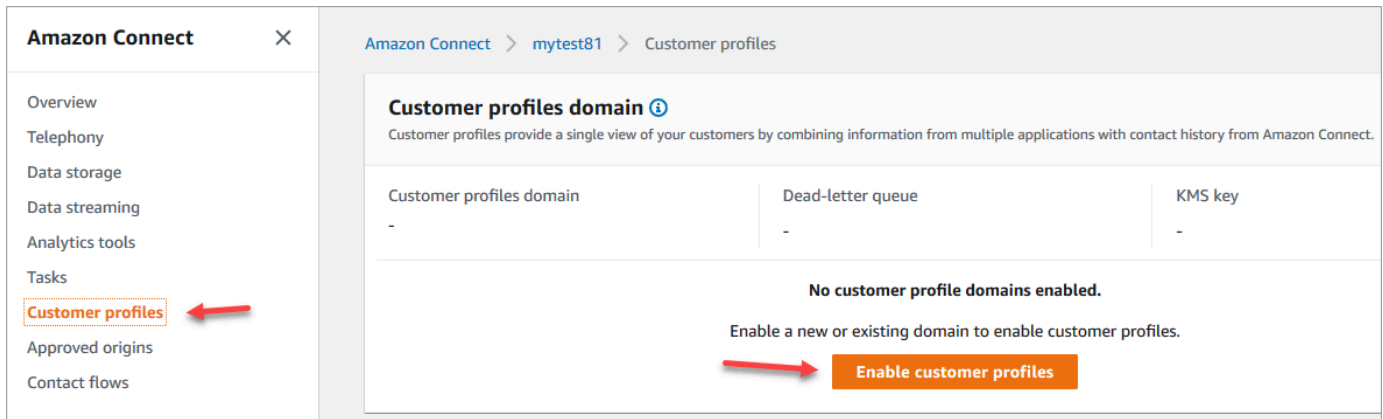 Amazon Connect
Overview
Telephony
Data storage
Data streaming
Analytics tools
Tasks
Customer profiles
Approved origins
Contact flows
Amazon Connect > mytest81 > Customer profiles
Customer profiles domain
Customer profiles provide a single view of your customers by combining information from multiple applications with contact history from Amazon Connect.
Customer profiles domain
-
Dead-letter queue
-
KMS key
-
No customer profile domains enabled.
Enable a new or existing domain to enable customer profiles.
Enable customer profiles